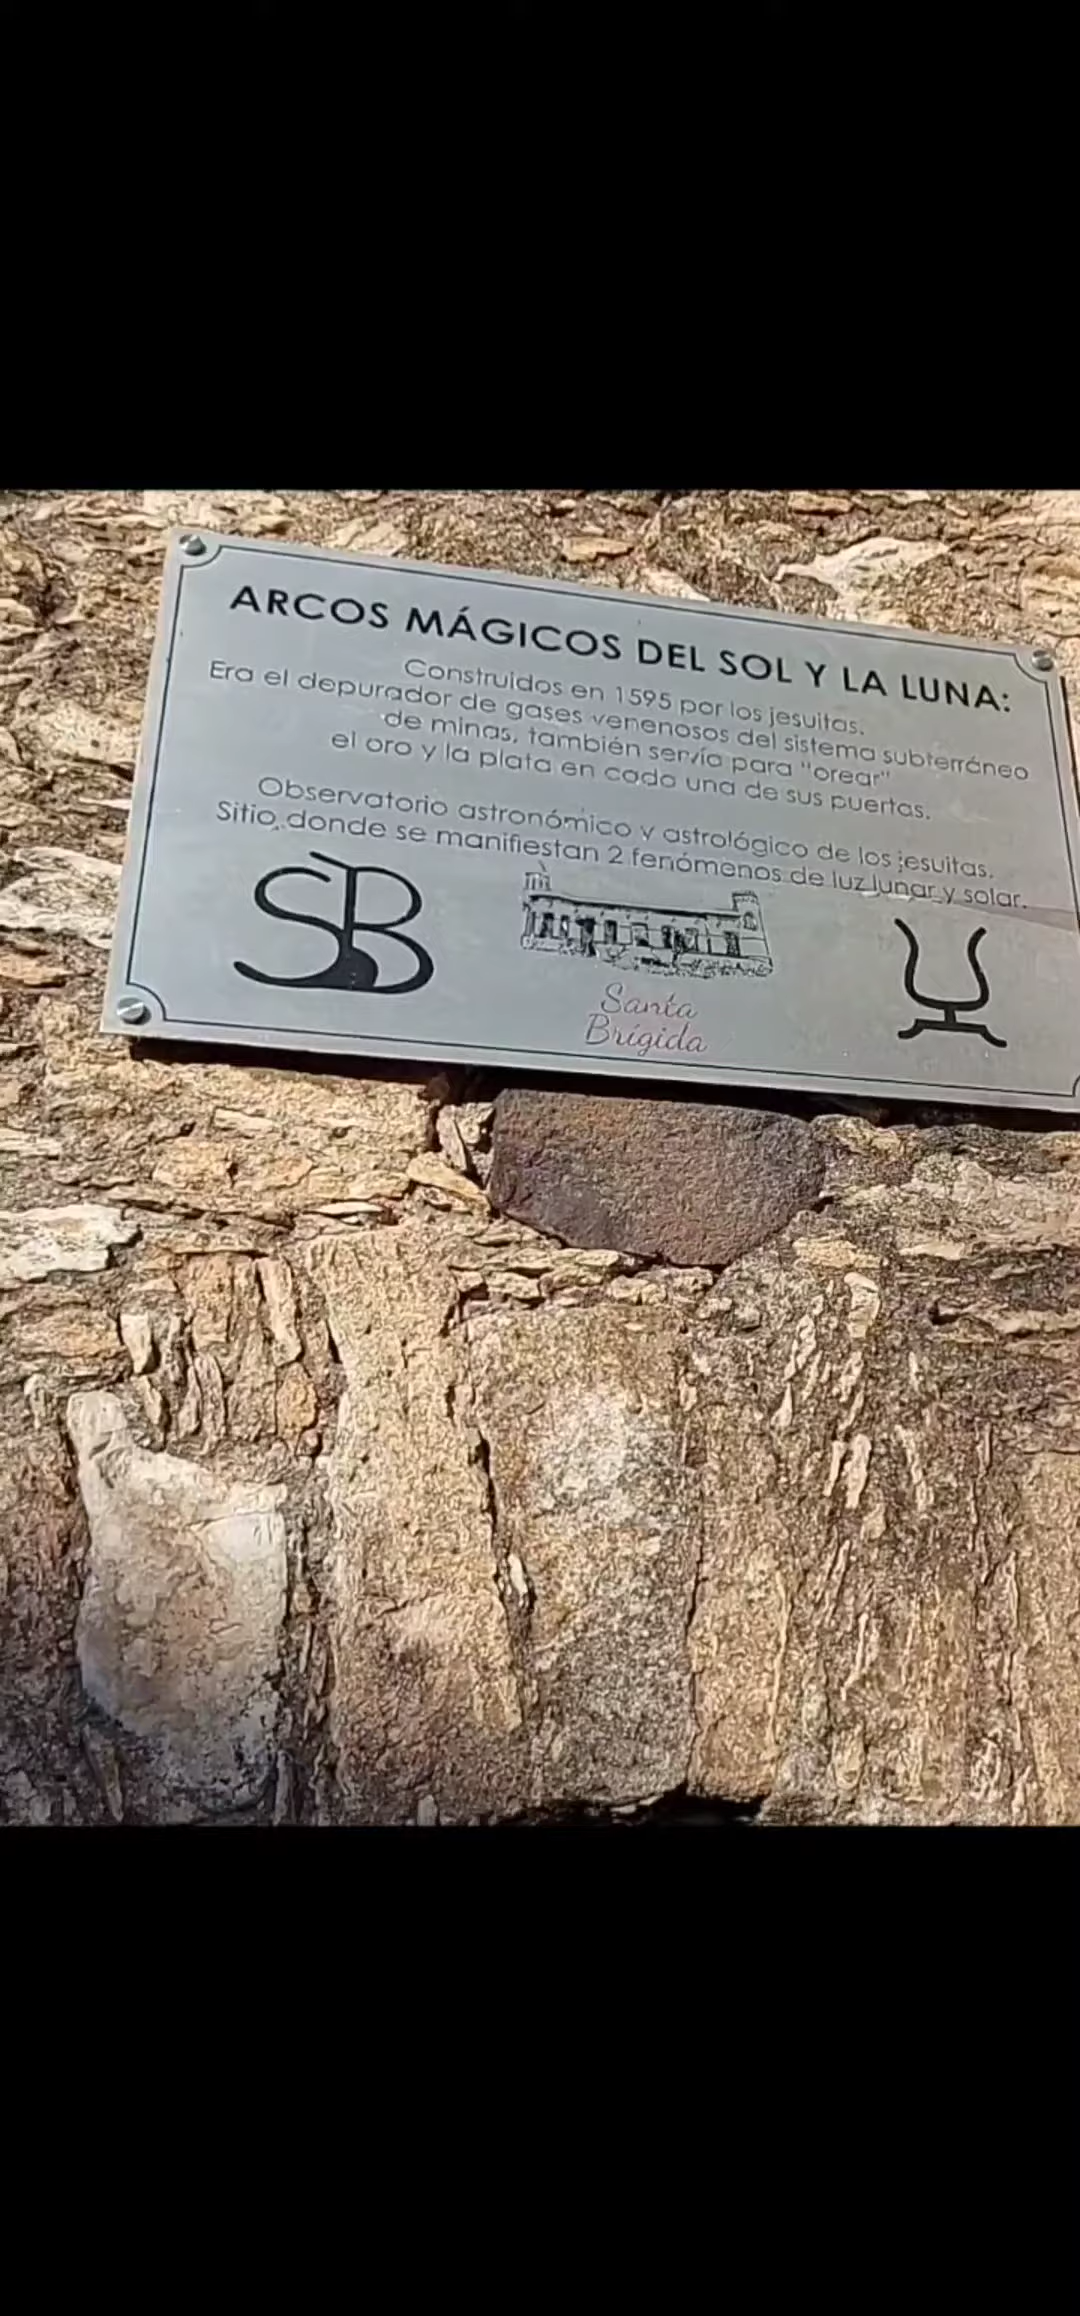 ARCOS MÁGICOS DEL SOL Y LA LUNA:
Construidos en 1595 por los jesuitas.
Era el depurador de gases venenosos del sistema subterráneo
de minas, también servía para "orear"
el oro y la plata en cada una de sus puertas.
Observatorio astronómico y astrológico de los jesuitas.
Sitio donde se manifiestan 2 fenómenos de luz lunar y solar.
SB
Santa
Brígida